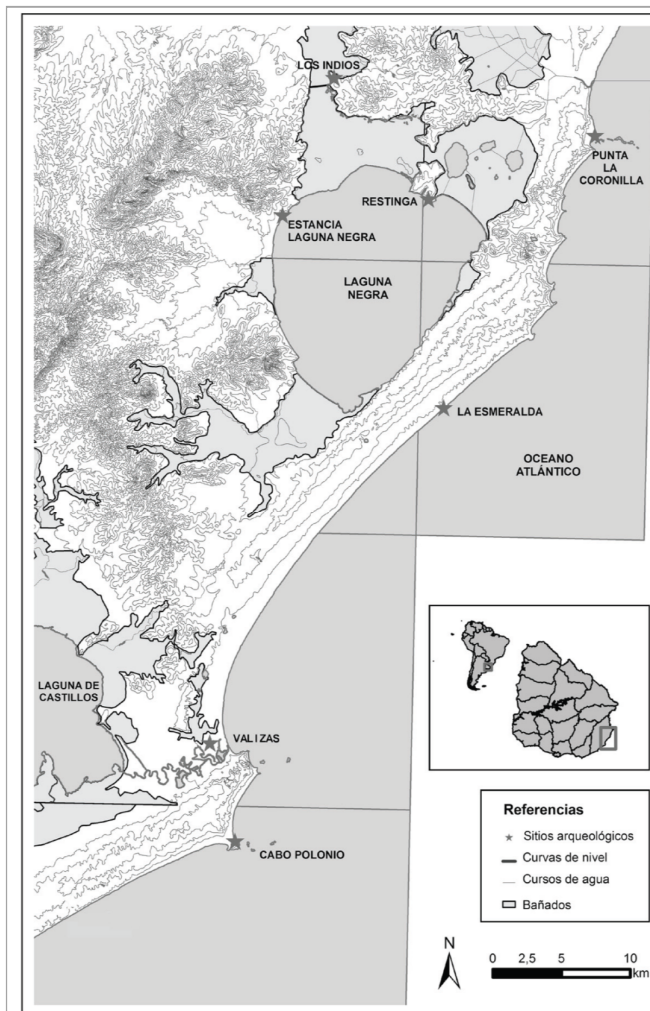 LOS INDIOS
PUNTA
LA
CORONILLA
RESTINGA
ESTANCIA
LAGUNA NEGRA
LAGUNA
NEGRA
LA ESMERALDA
OCEANO
ATLÁNTICO
LAGUNA DE
CASTILLOS
VALIZAS
CABO POLONIO
Referencias
Sitios arqueológicos
Curvas de nivel
Cursos de agua
Bañados
N
0 2,5 5 10
km